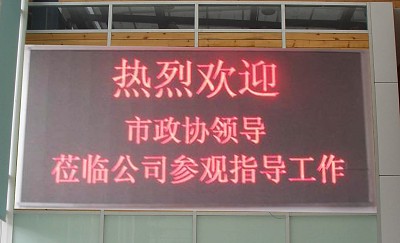 热烈欢迎
市政协领导
莅临公司参观指导工作